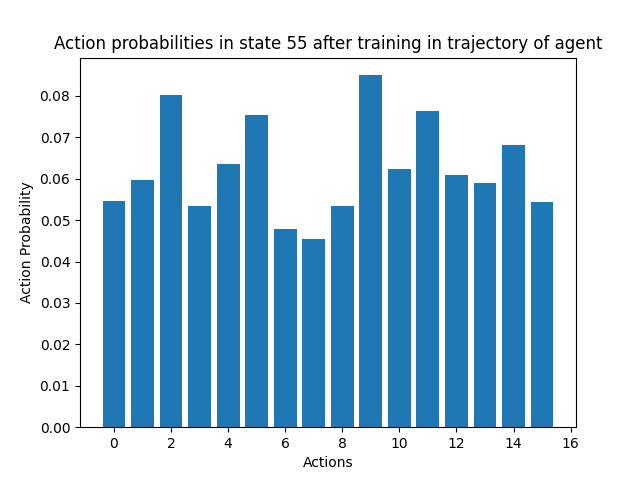 Action probabilities in state 55 after training in trajectory of agent
0.08
0.07
0.06
0.05
0.04
0.03
0.02
0.01
0.00
Action Probability
0 2 4 6 8 10 12 14 16
Actions